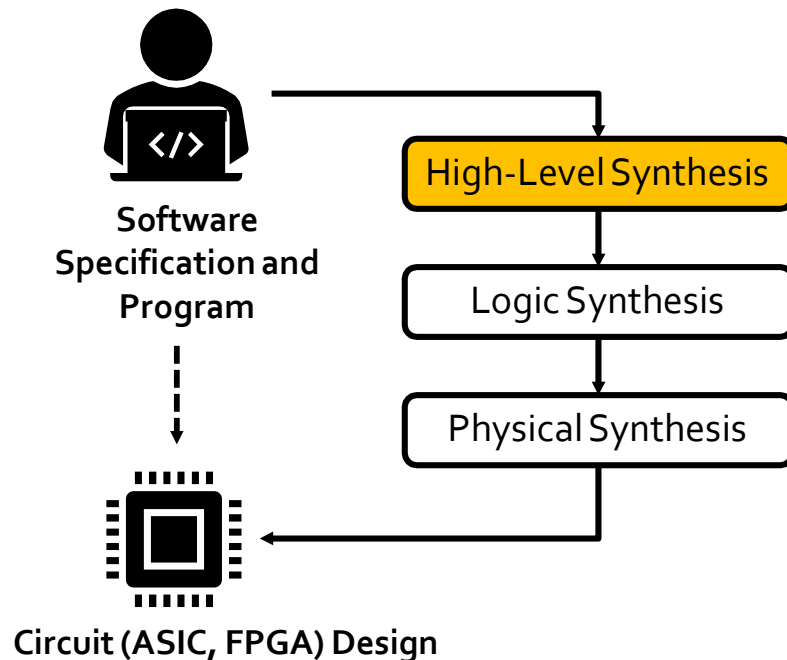 </>
Software
Specification and
Program
High-Level Synthesis
Logic Synthesis
Physical Synthesis
Circuit (ASIC, FPGA) Design